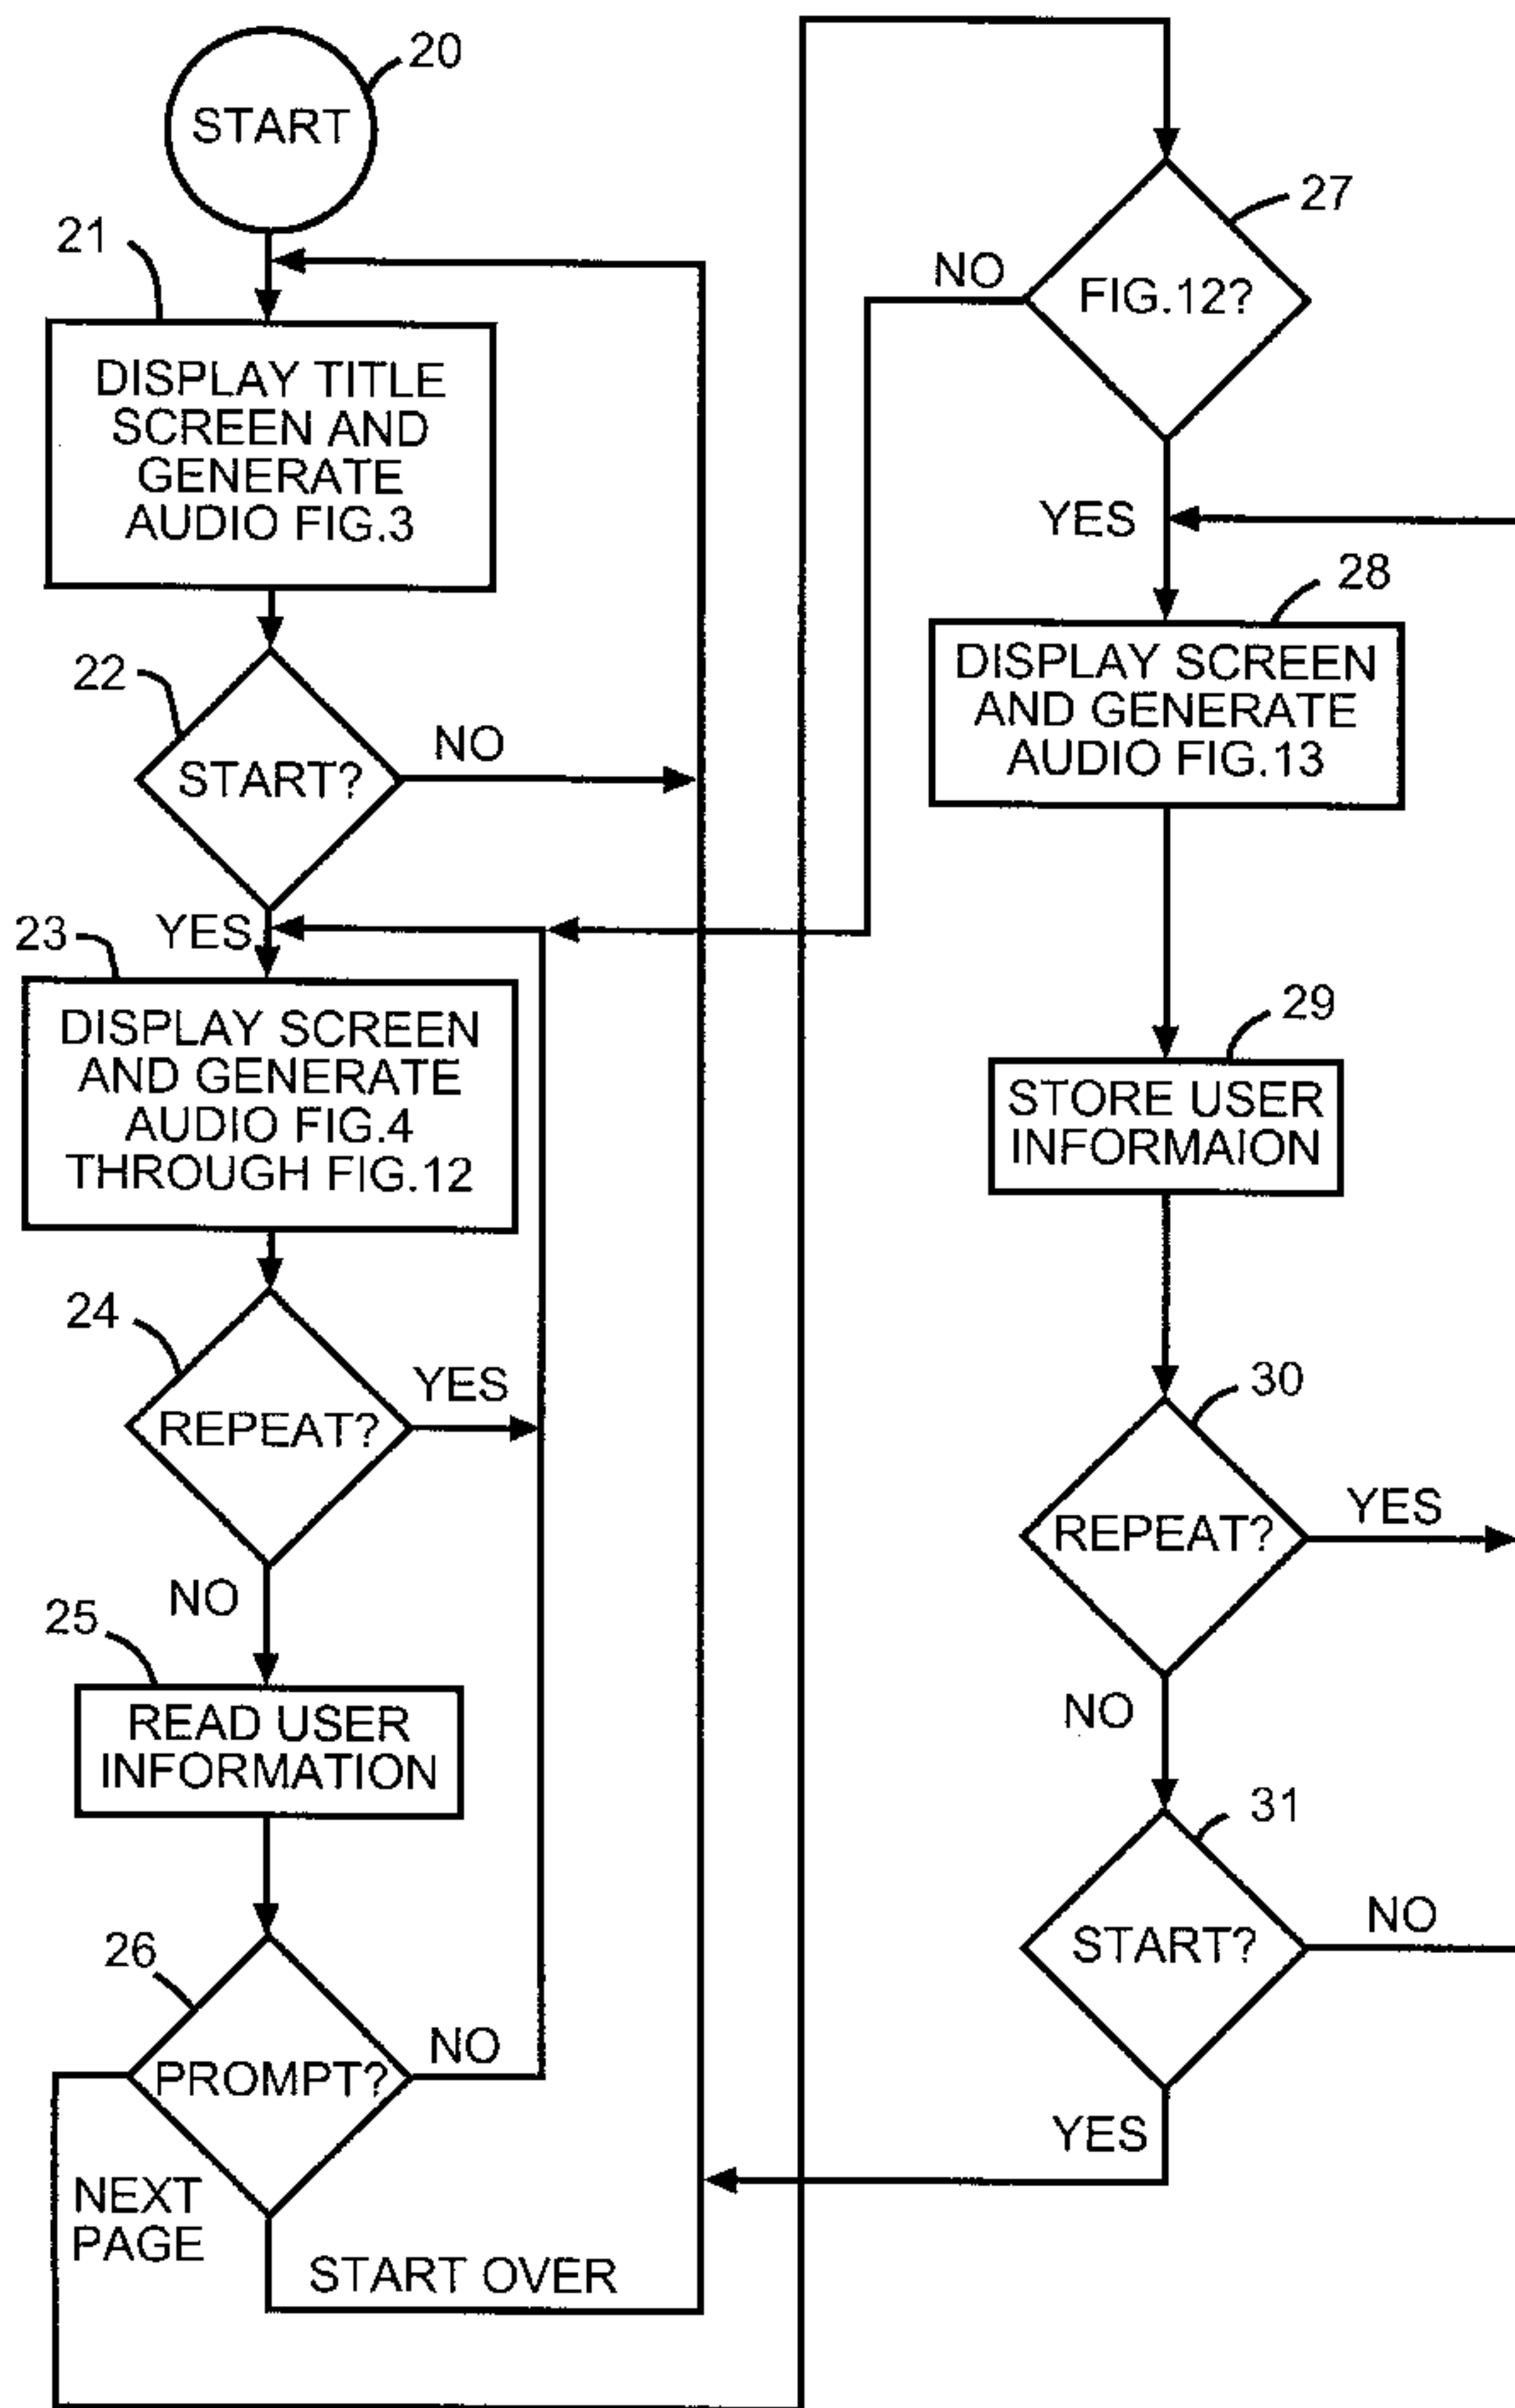 20
START
21
DISPLAY TITLE
SCREEN AND
GENERATE
AUDIO FIG.3
22
START?
NO
YES
23
DISPLAY SCREEN
AND GENERATE
AUDIO FIG.4
THROUGH FIG.12
24
REPEAT?
YES
NO
25
READ USER
INFORMATION
26
PROMPT?
NO
NEXT
PAGE
START OVER
27
FIG.12?
NO
YES
28
DISPLAY SCREEN
AND GENERATE
AUDIO FIG.13
29
STORE USER
INFORMAION
30
REPEAT?
YES
NO
31
START?
NO
YES